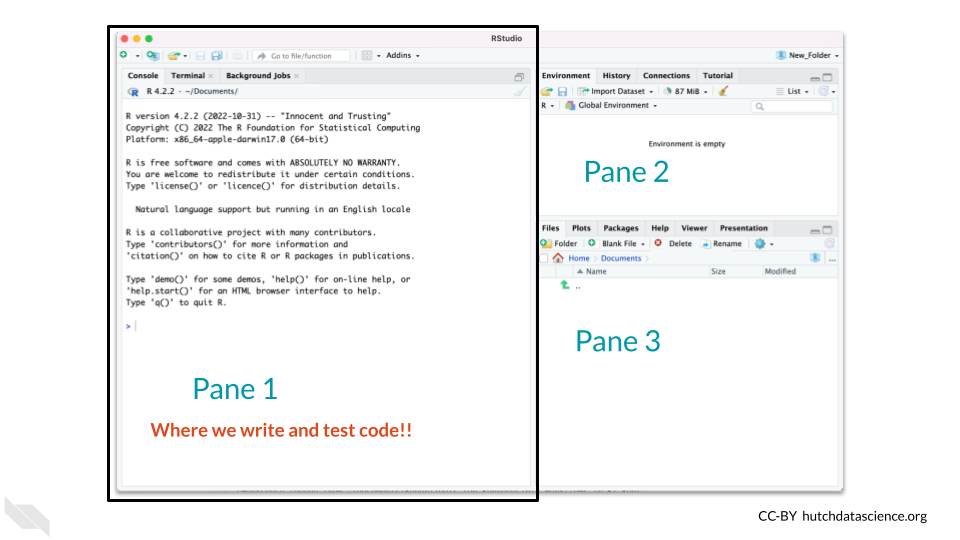 RStudio
Go to file/function
Addins
New_Folder
Console Terminal × Background Jobs ×
R 4.2.2 · ~/Documents/
R version 4.2.2 (2022-10-31) -- "Innocent and Trusting"
Copyright (C) 2022 The R Foundation for Statistical Computing
Platform: x86_64-apple-darwin17.0 (64-bit)
R is free software and comes with ABSOLUTELY NO WARRANTY.
You are welcome to redistribute it under certain conditions.
Type 'license()' or 'licence()' for distribution details.
Natural language support but running in an English locale
R is a collaborative project with many contributors.
Type 'contributors()' for more information and
'citation()' on how to cite R or R packages in publications.
Type 'demo()' for some demos, 'help()' for on-line help, or
'help.start()' for an HTML browser interface to help.
Type 'q()' to quit R.
>
Pane 1
Where we write and test code!!
Environment History Connections Tutorial
Import Dataset 87 MiB List
R Global Environment
Environment is empty
Pane 2
Files Plots Packages Help Viewer Presentation
Folder Blank File Delete Rename
Home Documents
Name Size Modified
..
Pane 3
CC-BY hutchdatascience.org